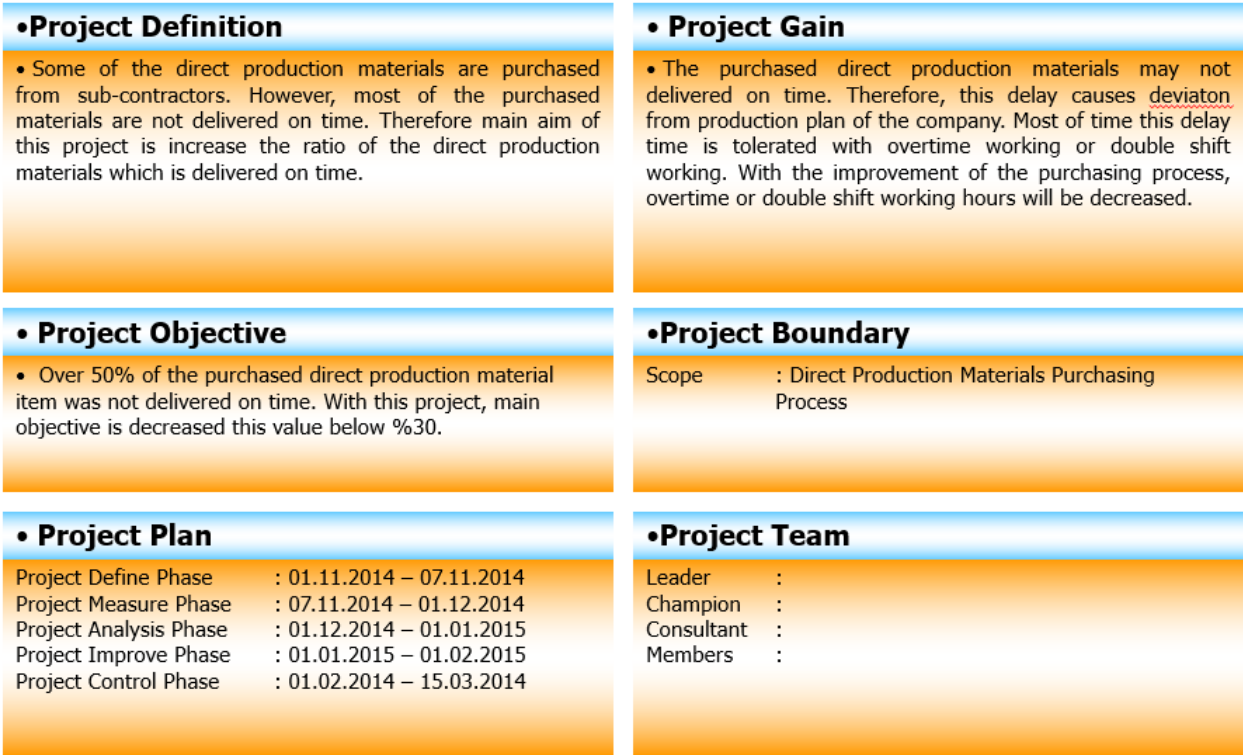 •Project Definition
• Some of the direct production materials are purchased
from sub-contractors. However, most of the purchased
materials are not delivered on time. Therefore main aim of
this project is increase the ratio of the direct production
materials which is delivered on time.
• Project Gain
• The purchased direct production materials may not
delivered on time. Therefore, this delay causes deviaton
from production plan of the company. Most of time this delay
time is tolerated with overtime working or double shift
working. With the improvement of the purchasing process,
overtime or double shift working hours will be decreased.
• Project Objective
• Over 50% of the purchased direct production material
item was not delivered on time. With this project, main
objective is decreased this value below %30.
•Project Boundary
Scope : Direct Production Materials Purchasing
Process
• Project Plan
Project Define Phase : 01.11.2014 – 07.11.2014
Project Measure Phase : 07.11.2014 – 01.12.2014
Project Analysis Phase : 01.12.2014 – 01.01.2015
Project Improve Phase : 01.01.2015 – 01.02.2015
Project Control Phase : 01.02.2014 – 15.03.2014
•Project Team
Leader :
Champion :
Consultant :
Members :